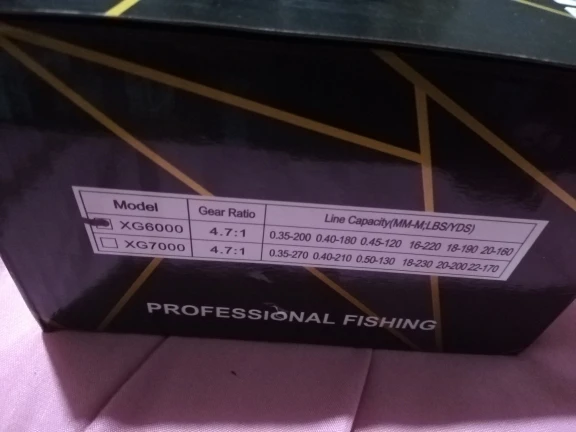 Model Gear Ratio Line Capacity(MM-M;LBS/YDS)
XG6000 4.7:1 0.35-200 0.40-180 0.45-120 16-220 18-190 20-160
XG7000 4.7:1 0.35-270 0.40-210 0.50-130 18-230 20-200 22-170
PROFESSIONAL FISHING